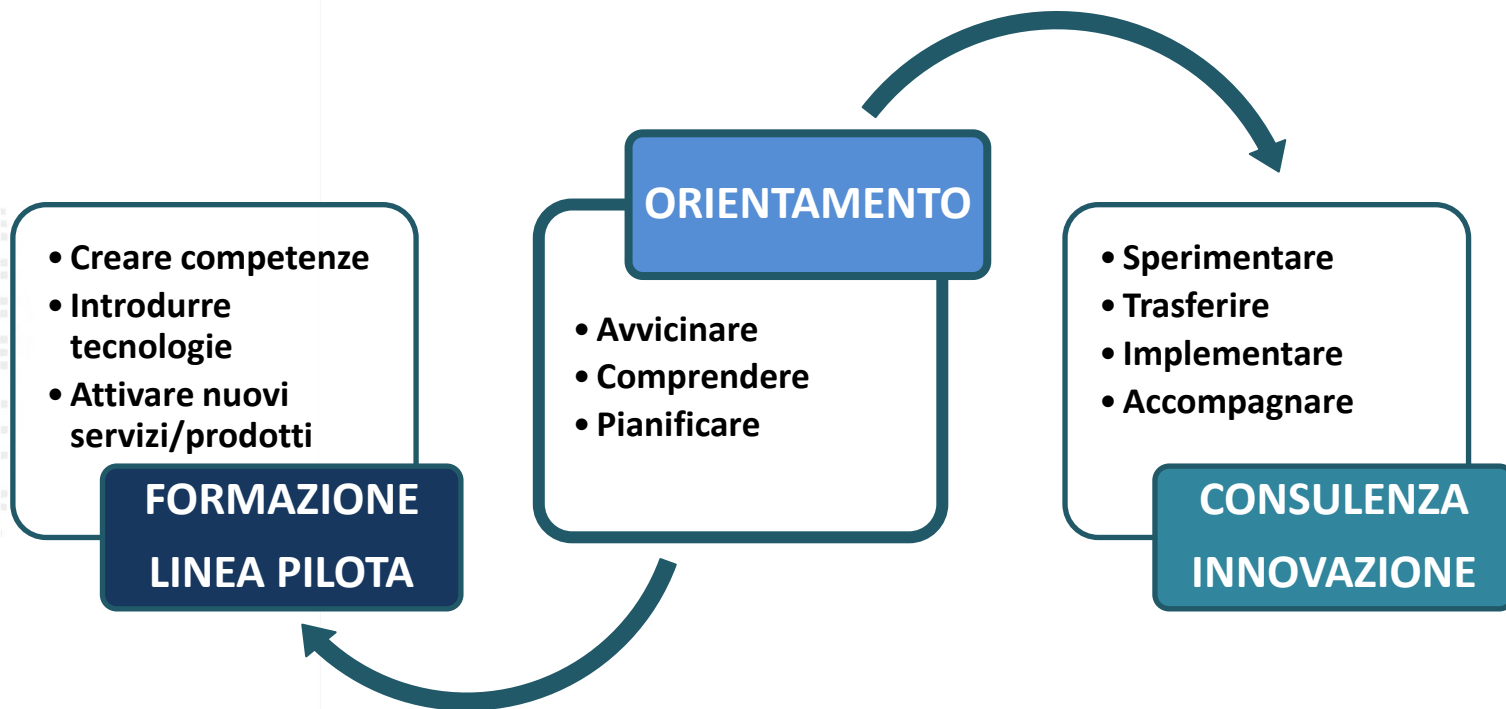 • Creare competenze
• Introdurre
tecnologie
• Attivare nuovi
servizi/prodotti
FORMAZIONE
LINEA PILOTA
ORIENTAMENTO
• Avvicinare
• Comprendere
• Pianificare
• Sperimentare
• Trasferire
• Implementare
• Accompagnare
CONSULENZA
INNOVAZIONE